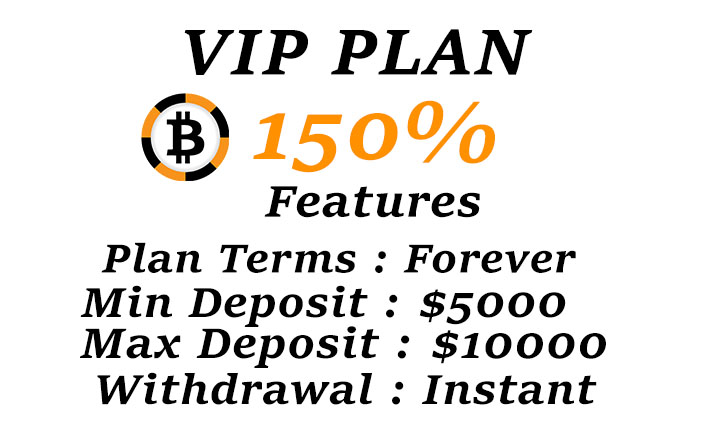 VIP PLAN
₿ 150%
Features
Plan Terms : Forever
Min Deposit : $5000
Max Deposit : $10000
Withdrawal : Instant